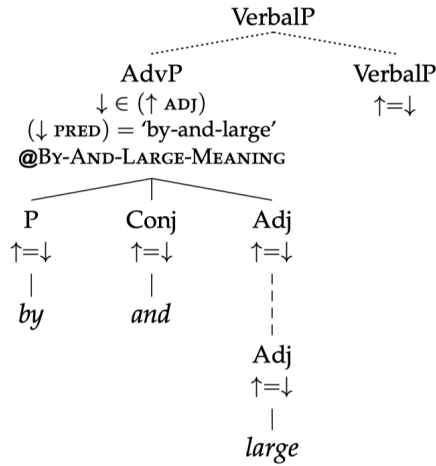 VerbalP
AdvP VerbalP
↓ ∈ (↑ ADJ) ↑=↓
(↓ PRED) = ‘by-and-large’
@BY-AND-LARGE-MEANING
P Conj Adj
↑=↓ ↑=↓ ↑=↓
by and
Adj
↑=↓
large